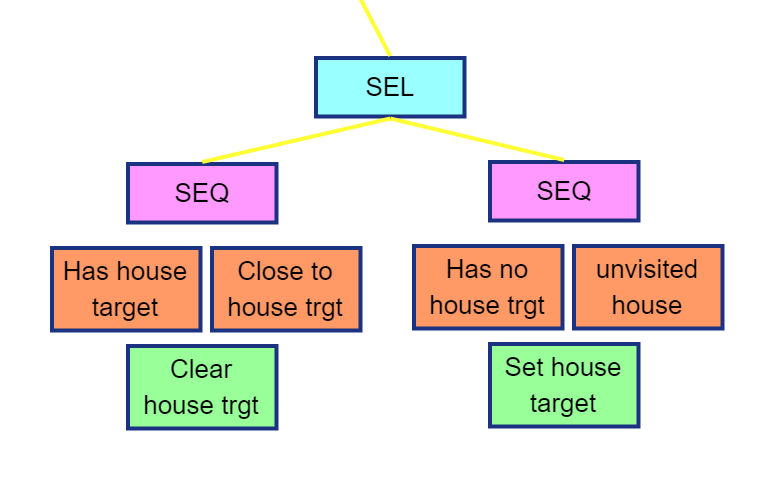 SEL
SEQ
SEQ
Has house
target
Close to
house trgt
Has no
house trgt
unvisited
house
Clear
house trgt
Set house
target